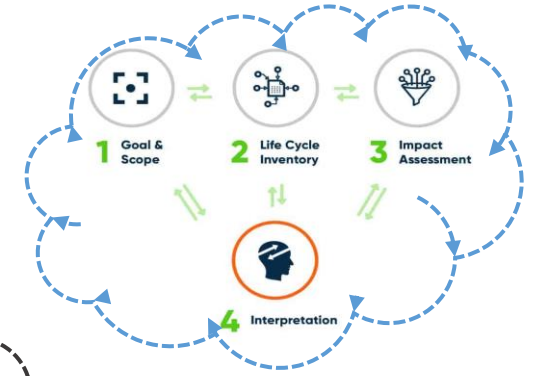 1 Goal & Scope
2 Life Cycle Inventory
3 Impact Assessment
4 Interpretation